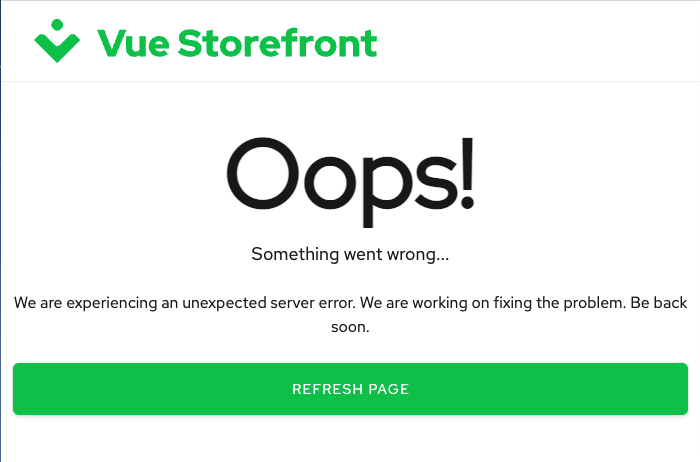 Vue Storefront
Oops!
Something went wrong...
We are experiencing an unexpected server error. We are working on fixing the problem. Be back
soon.
REFRESH PAGE